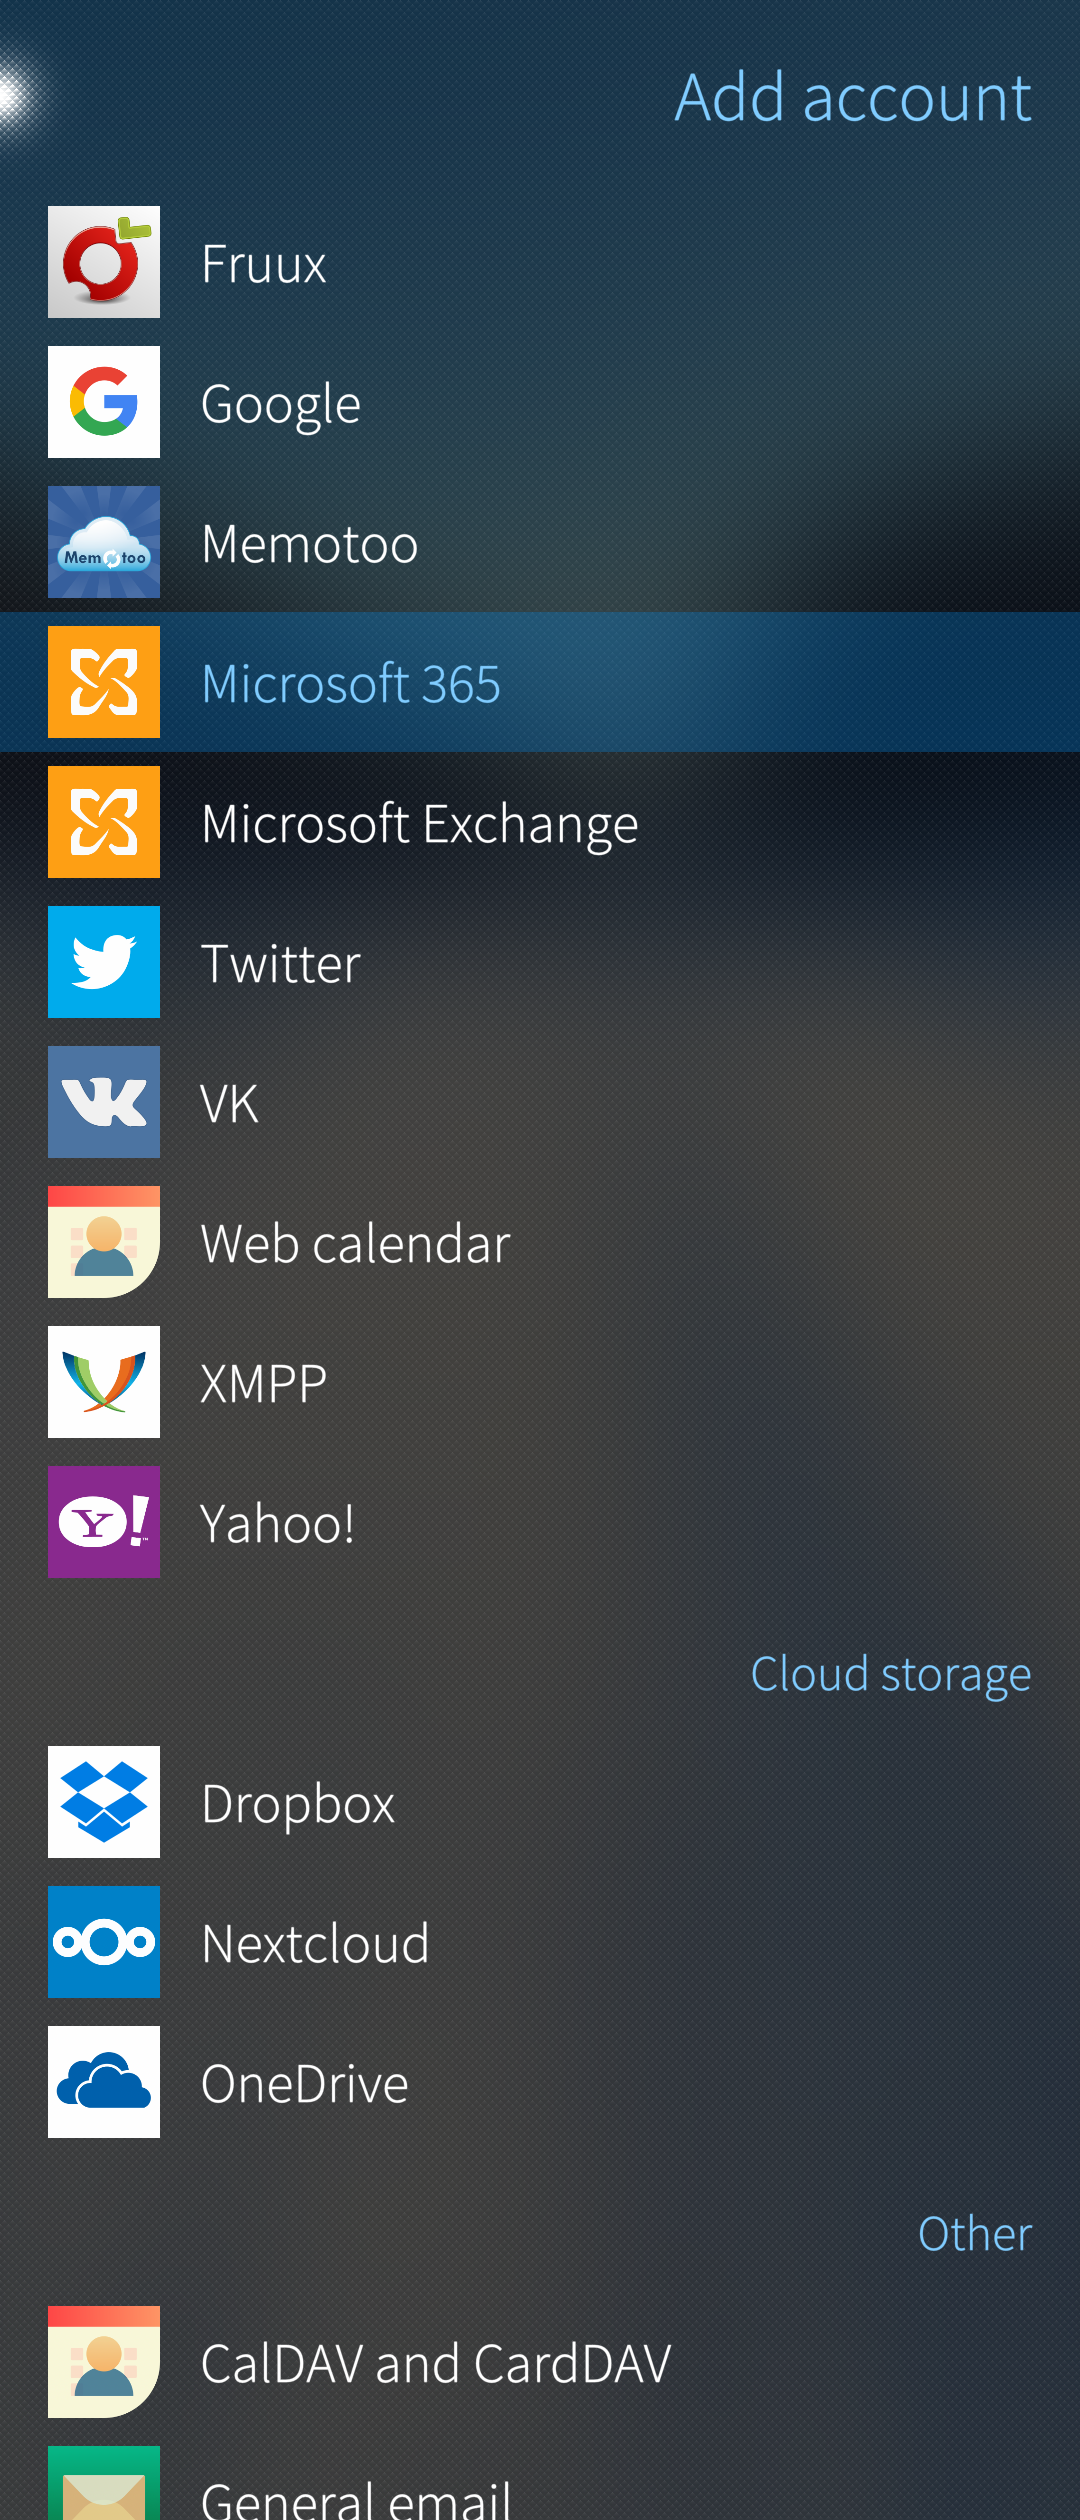 Add account
Fruux
Google
Memotoo
Memotoo
Microsoft 365
Microsoft Exchange
Twitter
VK
Web calendar
XMPP
Yahoo!
Cloud storage
Dropbox
Nextcloud
OneDrive
Other
CalDAV and CardDAV
General email